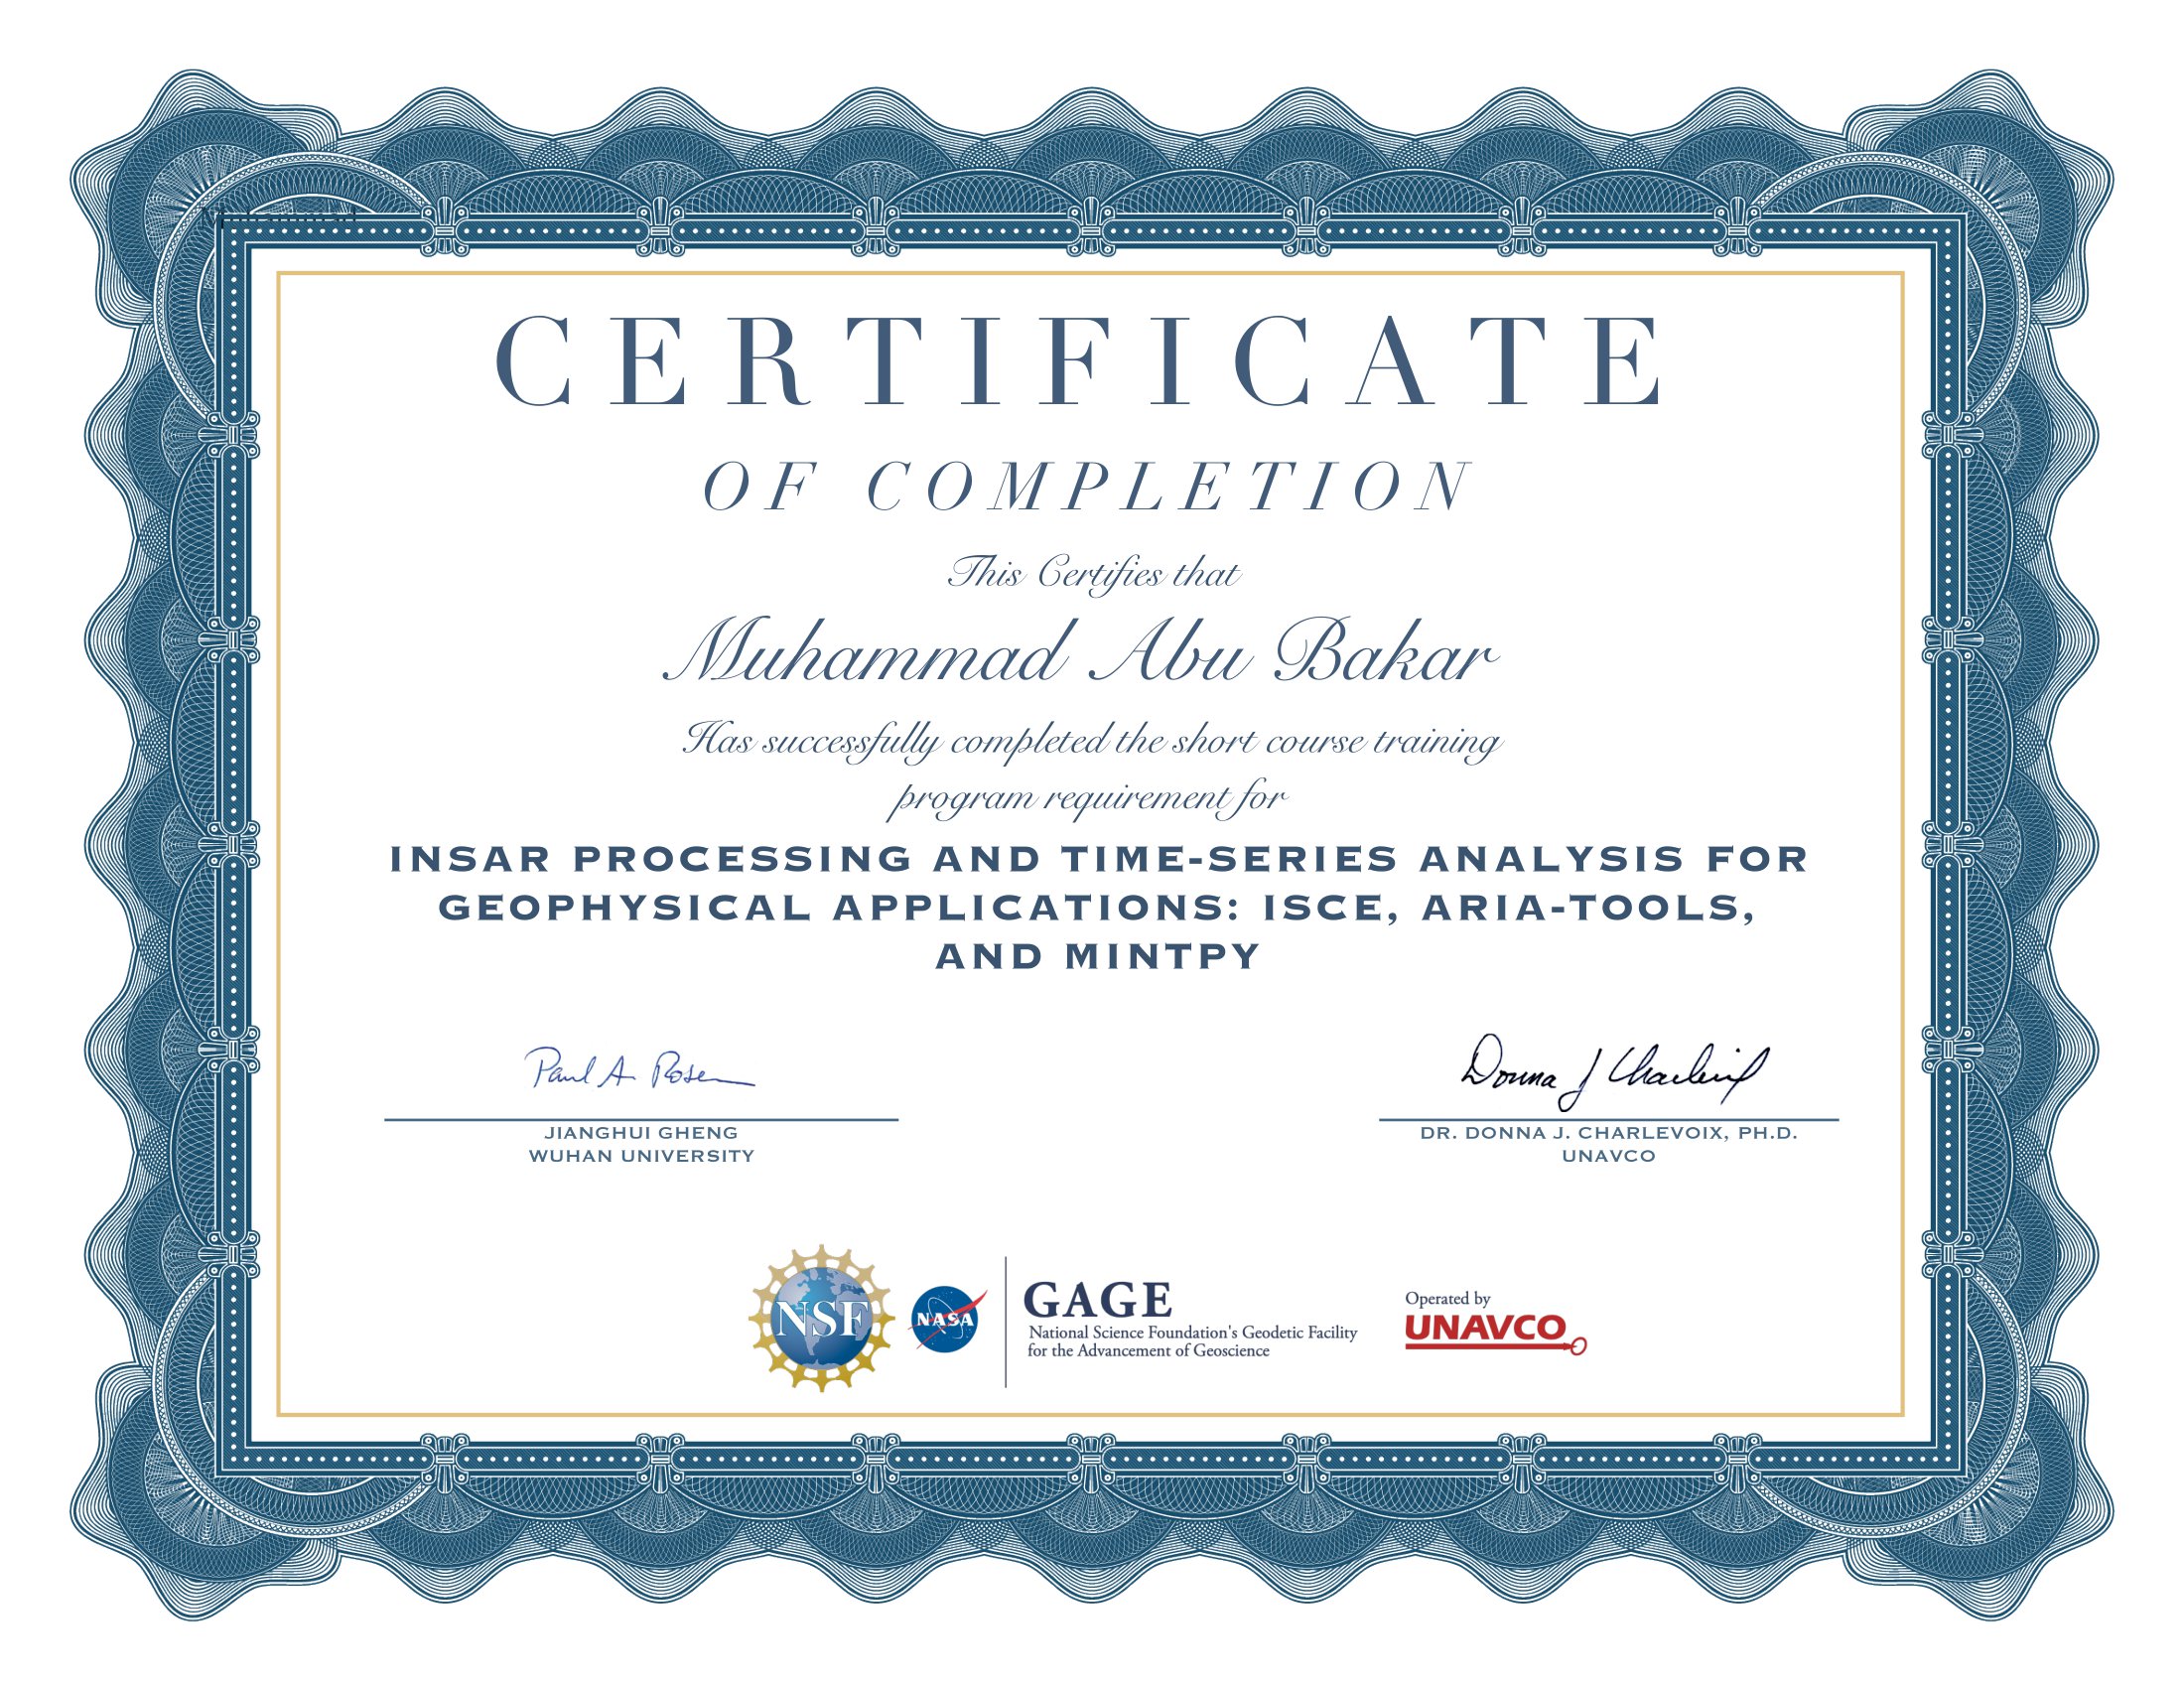 Muhammad
CERTIFICATE
OF COMPLETION
This Certifies that
Muhammad Abu Bakar
Has successfully completed the short course training
program requirement for
INSAR PROCESSING AND TIME-SERIES ANALYSIS FOR
GEOPHYSICAL APPLICATIONS: ISCE, ARIA-TOOLS,
AND MINTPY
Paul A Rosen
JIANGHUI GHENG
WUHAN UNIVERSITY
Donna J Charlevoix
DR. DONNA J. CHARLEVOIX, PH.D.
UNAVCO
NSF
NASA
GAGE
National Science Foundation's Geodetic Facility
for the Advancement of Geoscience
Operated by
UNAVCO